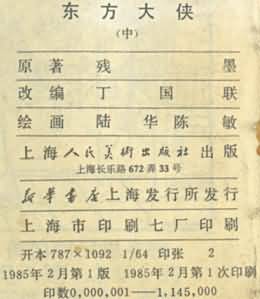 东方大侠
（中）
原著 残墨
改编 丁国联
绘画 陆华 陈敏
上海人民美术出版社出版
上海长乐路672弄33号
新华书店上海发行所发行
上海市印刷七厂印刷
开本787×1092 1/64 印张 2
1985年2月第1版 1985年2月第1次印刷
印数0,000,001——1,145,000